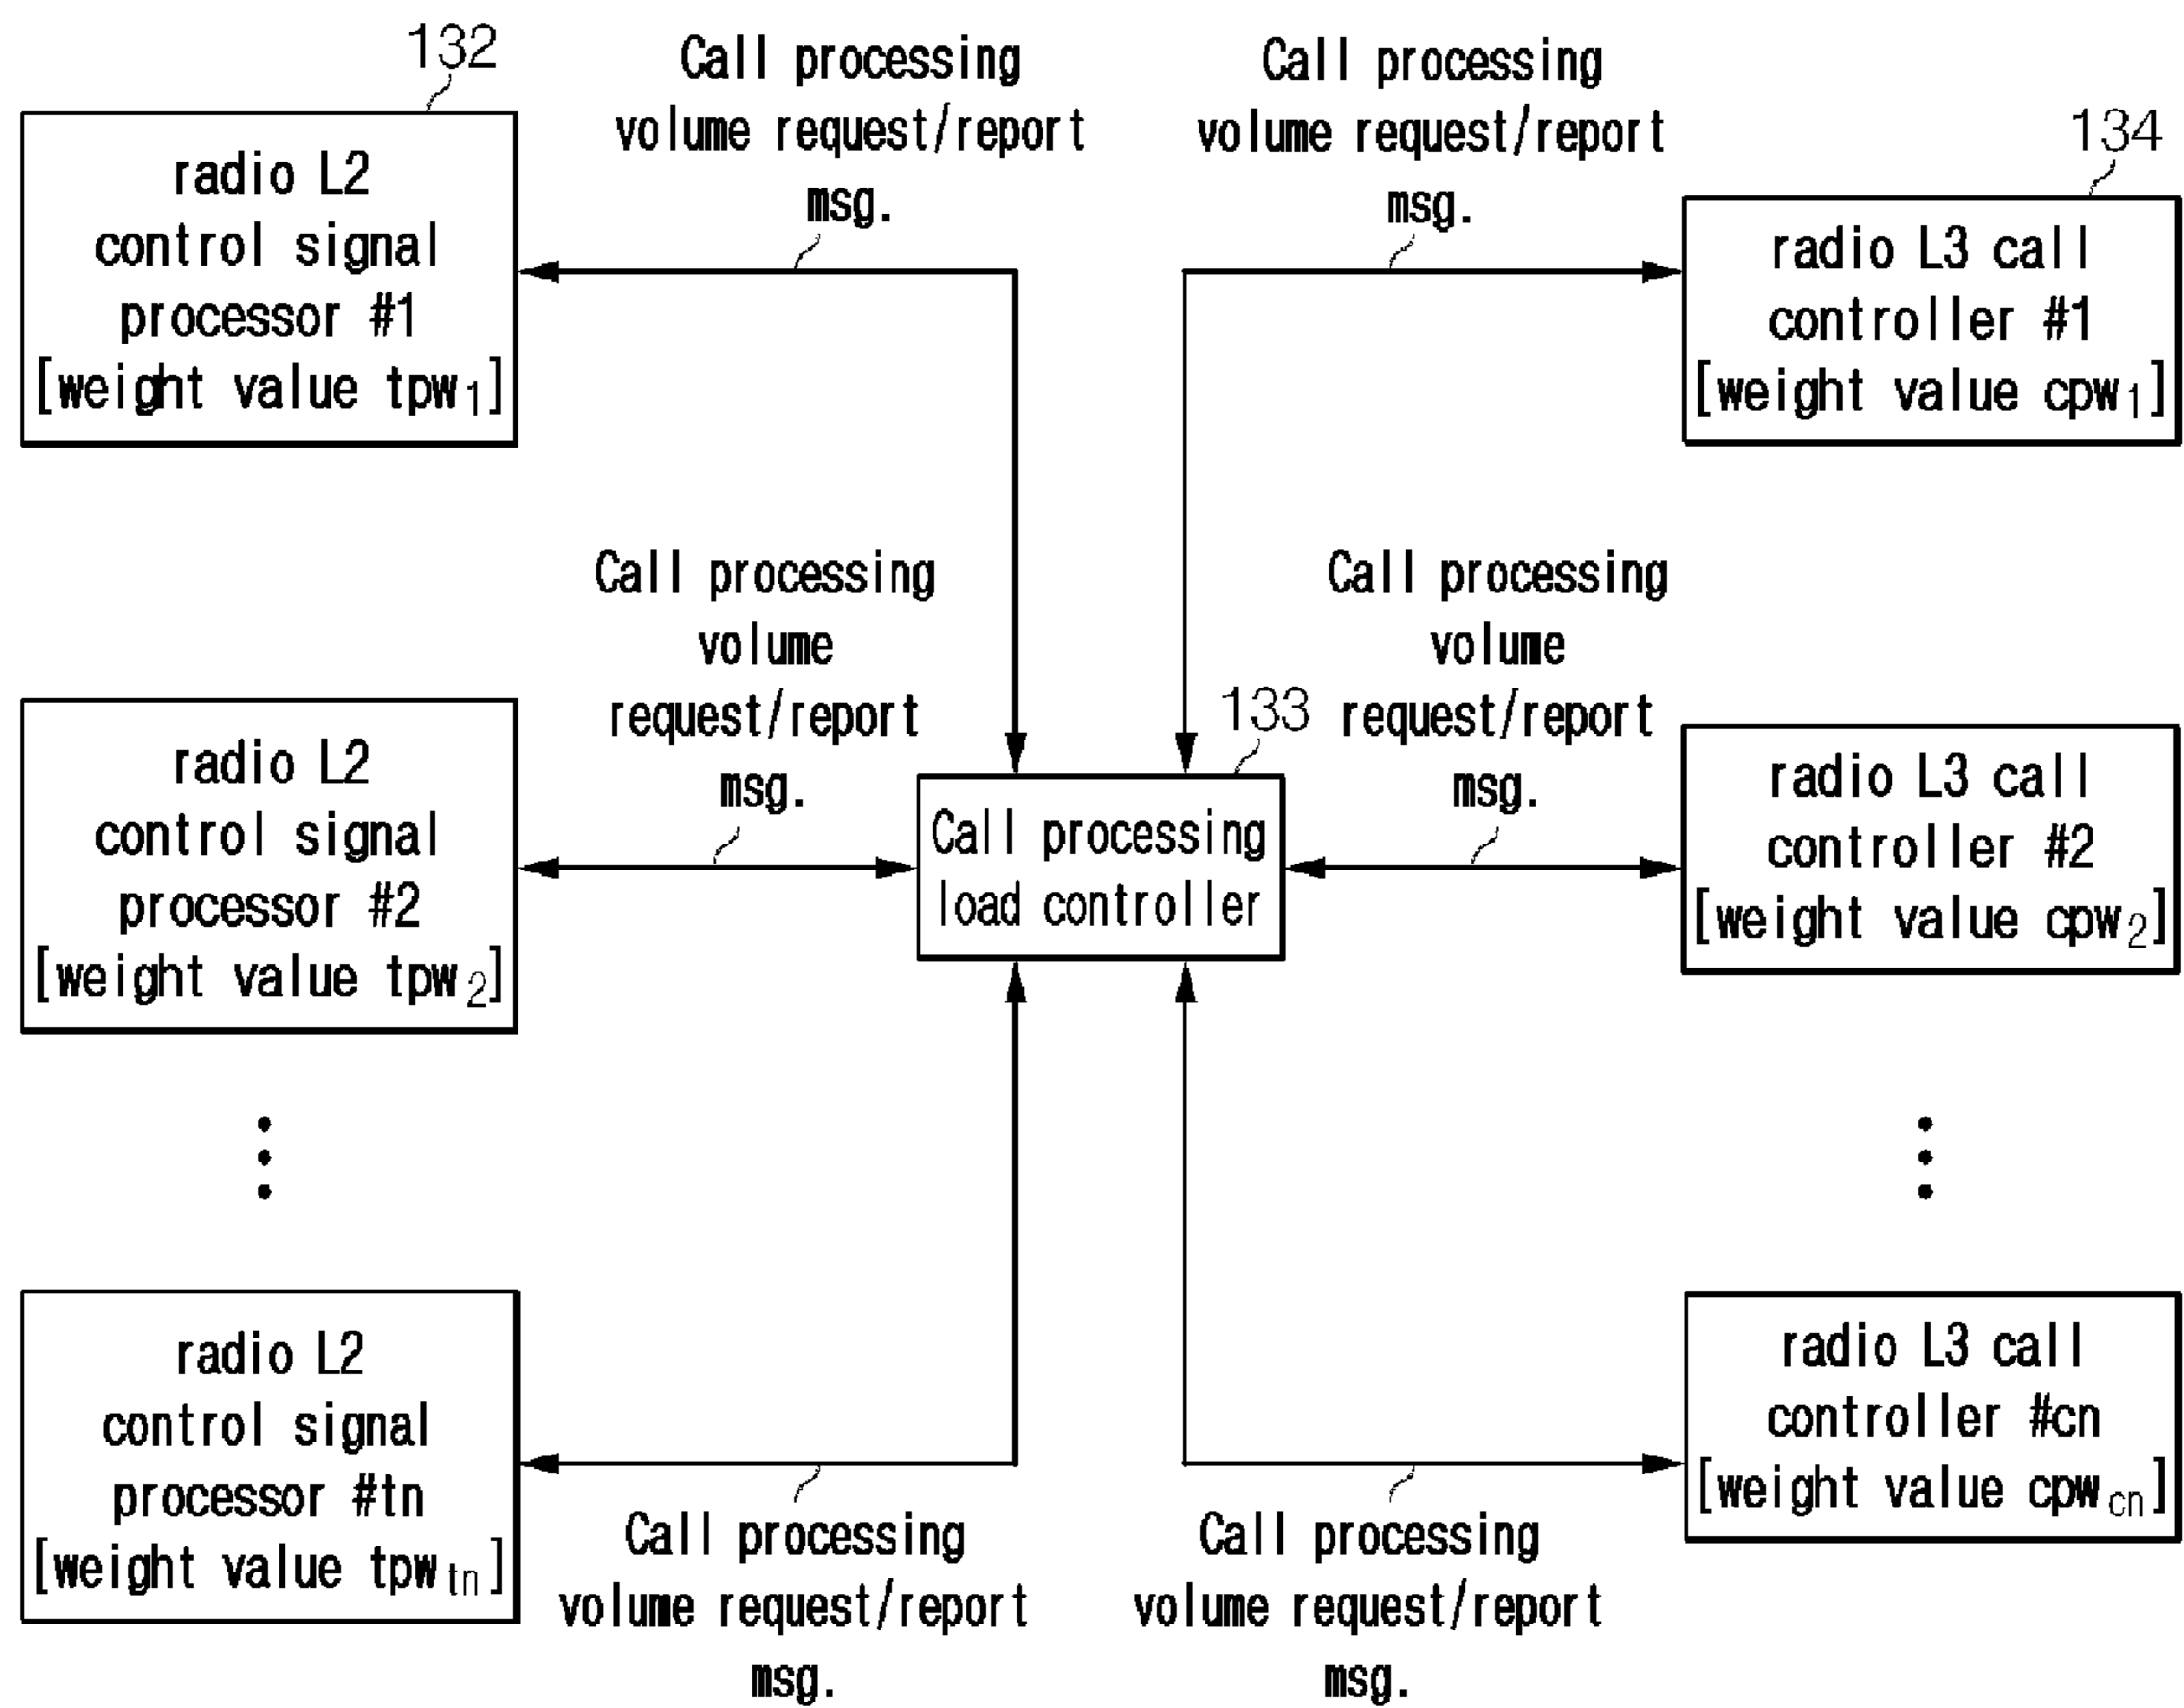 132
Call processing
volume request/report
msg.
Call processing
volume request/report
msg.
134
radio L2
control signal
processor #1
[weight value tpw1]
radio L3 call
controller #1
[weight value cpw1]
Call processing
volume
request/report
msg.
Call processing
volume
request/report
msg.
133
radio L2
control signal
processor #2
[weight value tpw2]
Call processing
load controller
radio L3 call
controller #2
[weight value cpw2]
radio L2
control signal
processor #tn
[weight value tpwtn]
radio L3 call
controller #cn
[weight value cpwcn]
Call processing
volume request/report
msg.
Call processing
volume request/report
msg.